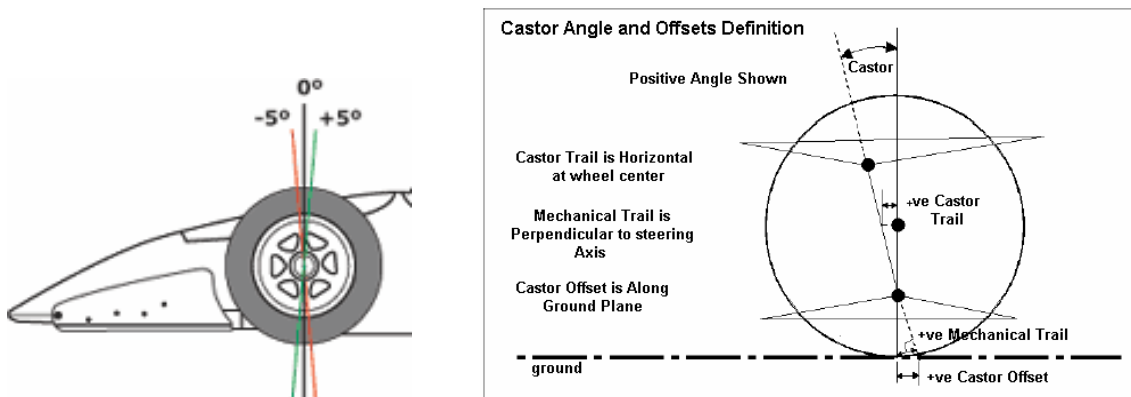 0°
-5° +5°
Castor Angle and Offsets Definition
Castor
Positive Angle Shown
Castor Trail is Horizontal
at wheel center
+ve Castor
Trail
Mechanical Trail is
Perpendicular to steering
Axis
Castor Offset is Along
Ground Plane
+ve Mechanical Trail
ground
+ve Castor Offset